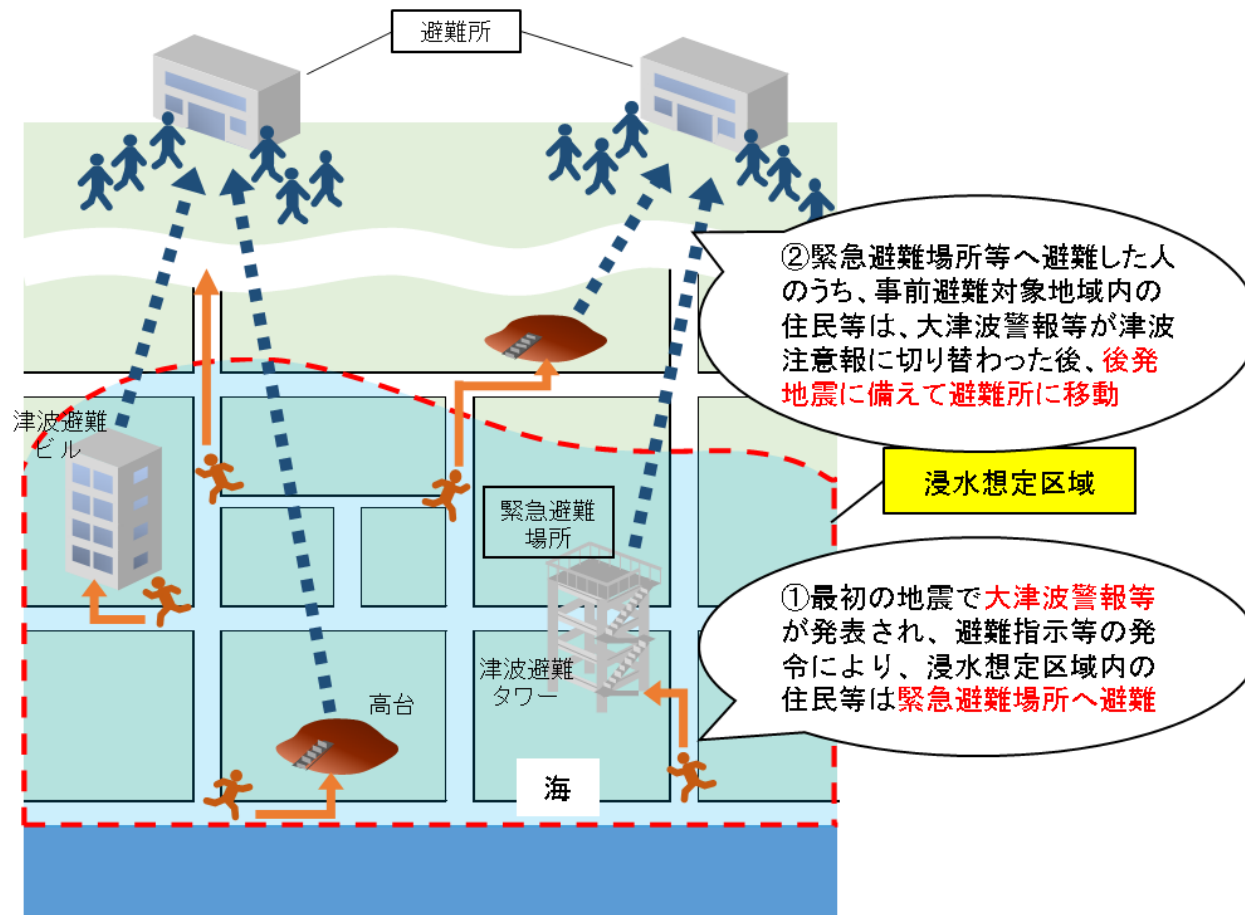 避難所
②緊急避難場所等へ避難した人
のうち、事前避難対象地域内の
住民等は、大津波警報等が津波
注意報に切り替わった後、後発
地震に備えて避難所に移動
津波避難
ビル
浸水想定区域
緊急避難
場所
①最初の地震で大津波警報等
が発表され、避難指示等の発
令により、浸水想定区域内の
住民等は緊急避難場所へ避難
津波避難
タワー
高台
海